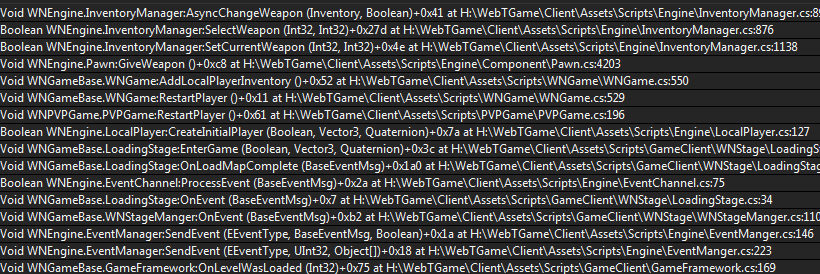 Void WNEngine.InventoryManager:AsyncChangeWeapon (Inventory, Boolean)+0x41 at H:\WebTGame\Client\Assets\Scripts\Engine\InventoryManager.cs:89
Boolean WNEngine.InventoryManager:SelectWeapon (Int32, Int32)+0x27d at H:\WebTGame\Client\Assets\Scripts\Engine\InventoryManager.cs:876
Boolean WNEngine.InventoryManager:SetCurrentWeapon (Int32, Int32)+0x4e at H:\WebTGame\Client\Assets\Scripts\Engine\InventoryManager.cs:1138
Void WNEngine.Pawn:GiveWeapon ()+0xc8 at H:\WebTGame\Client\Assets\Scripts\Engine\Component\Pawn.cs:4203
Void WNGameBase.WNGame:AddLocalPlayerInventory ()+0x52 at H:\WebTGame\Client\Assets\Scripts\WNGame\WNGame.cs:550
Void WNGameBase.WNGame:RestartPlayer ()+0x11 at H:\WebTGame\Client\Assets\Scripts\WNGame\WNGame.cs:529
Void WNPVPGame.PVPGame:RestartPlayer ()+0x61 at H:\WebTGame\Client\Assets\Scripts\PVPGame\PVPGame.cs:196
Boolean WNEngine.LocalPlayer:CreateInitialPlayer (Boolean, Vector3, Quaternion)+0x7a at H:\WebTGame\Client\Assets\Scripts\Engine\LocalPlayer.cs:127
Void WNGameBase.LoadingStage:EnterGame (Boolean, Vector3, Quaternion)+0x3c at H:\WebTGame\Client\Assets\Scripts\GameClient\WNStage\LoadingSta
Void WNGameBase.LoadingStage:OnLoadMapComplete (BaseEventMsg)+0x1a0 at H:\WebTGame\Client\Assets\Scripts\GameClient\WNStage\LoadingStage
Boolean WNEngine.EventChannel:ProcessEvent (BaseEventMsg)+0x2a at H:\WebTGame\Client\Assets\Scripts\Engine\EventChannel.cs:75
Void WNGameBase.LoadingStage:OnEvent (BaseEventMsg)+0x7 at H:\WebTGame\Client\Assets\Scripts\GameClient\WNStage\LoadingStage.cs:34
Void WNGameBase.WNStageManger:OnEvent (BaseEventMsg)+0xb2 at H:\WebTGame\Client\Assets\Scripts\GameClient\WNStage\WNStageManger.cs:110
Void WNEngine.EventManager:SendEvent (EEventType, BaseEventMsg, Boolean)+0x1a at H:\WebTGame\Client\Assets\Scripts\Engine\EventManger.cs:146
Void WNEngine.EventManager:SendEvent (EEventType, UInt32, Object[])+0x18 at H:\WebTGame\Client\Assets\Scripts\Engine\EventManger.cs:223
Void WNGameBase.GameFramework:OnLevelWasLoaded (Int32)+0x75 at H:\WebTGame\Client\Assets\Scripts\GameClient\GameFramework.cs:169